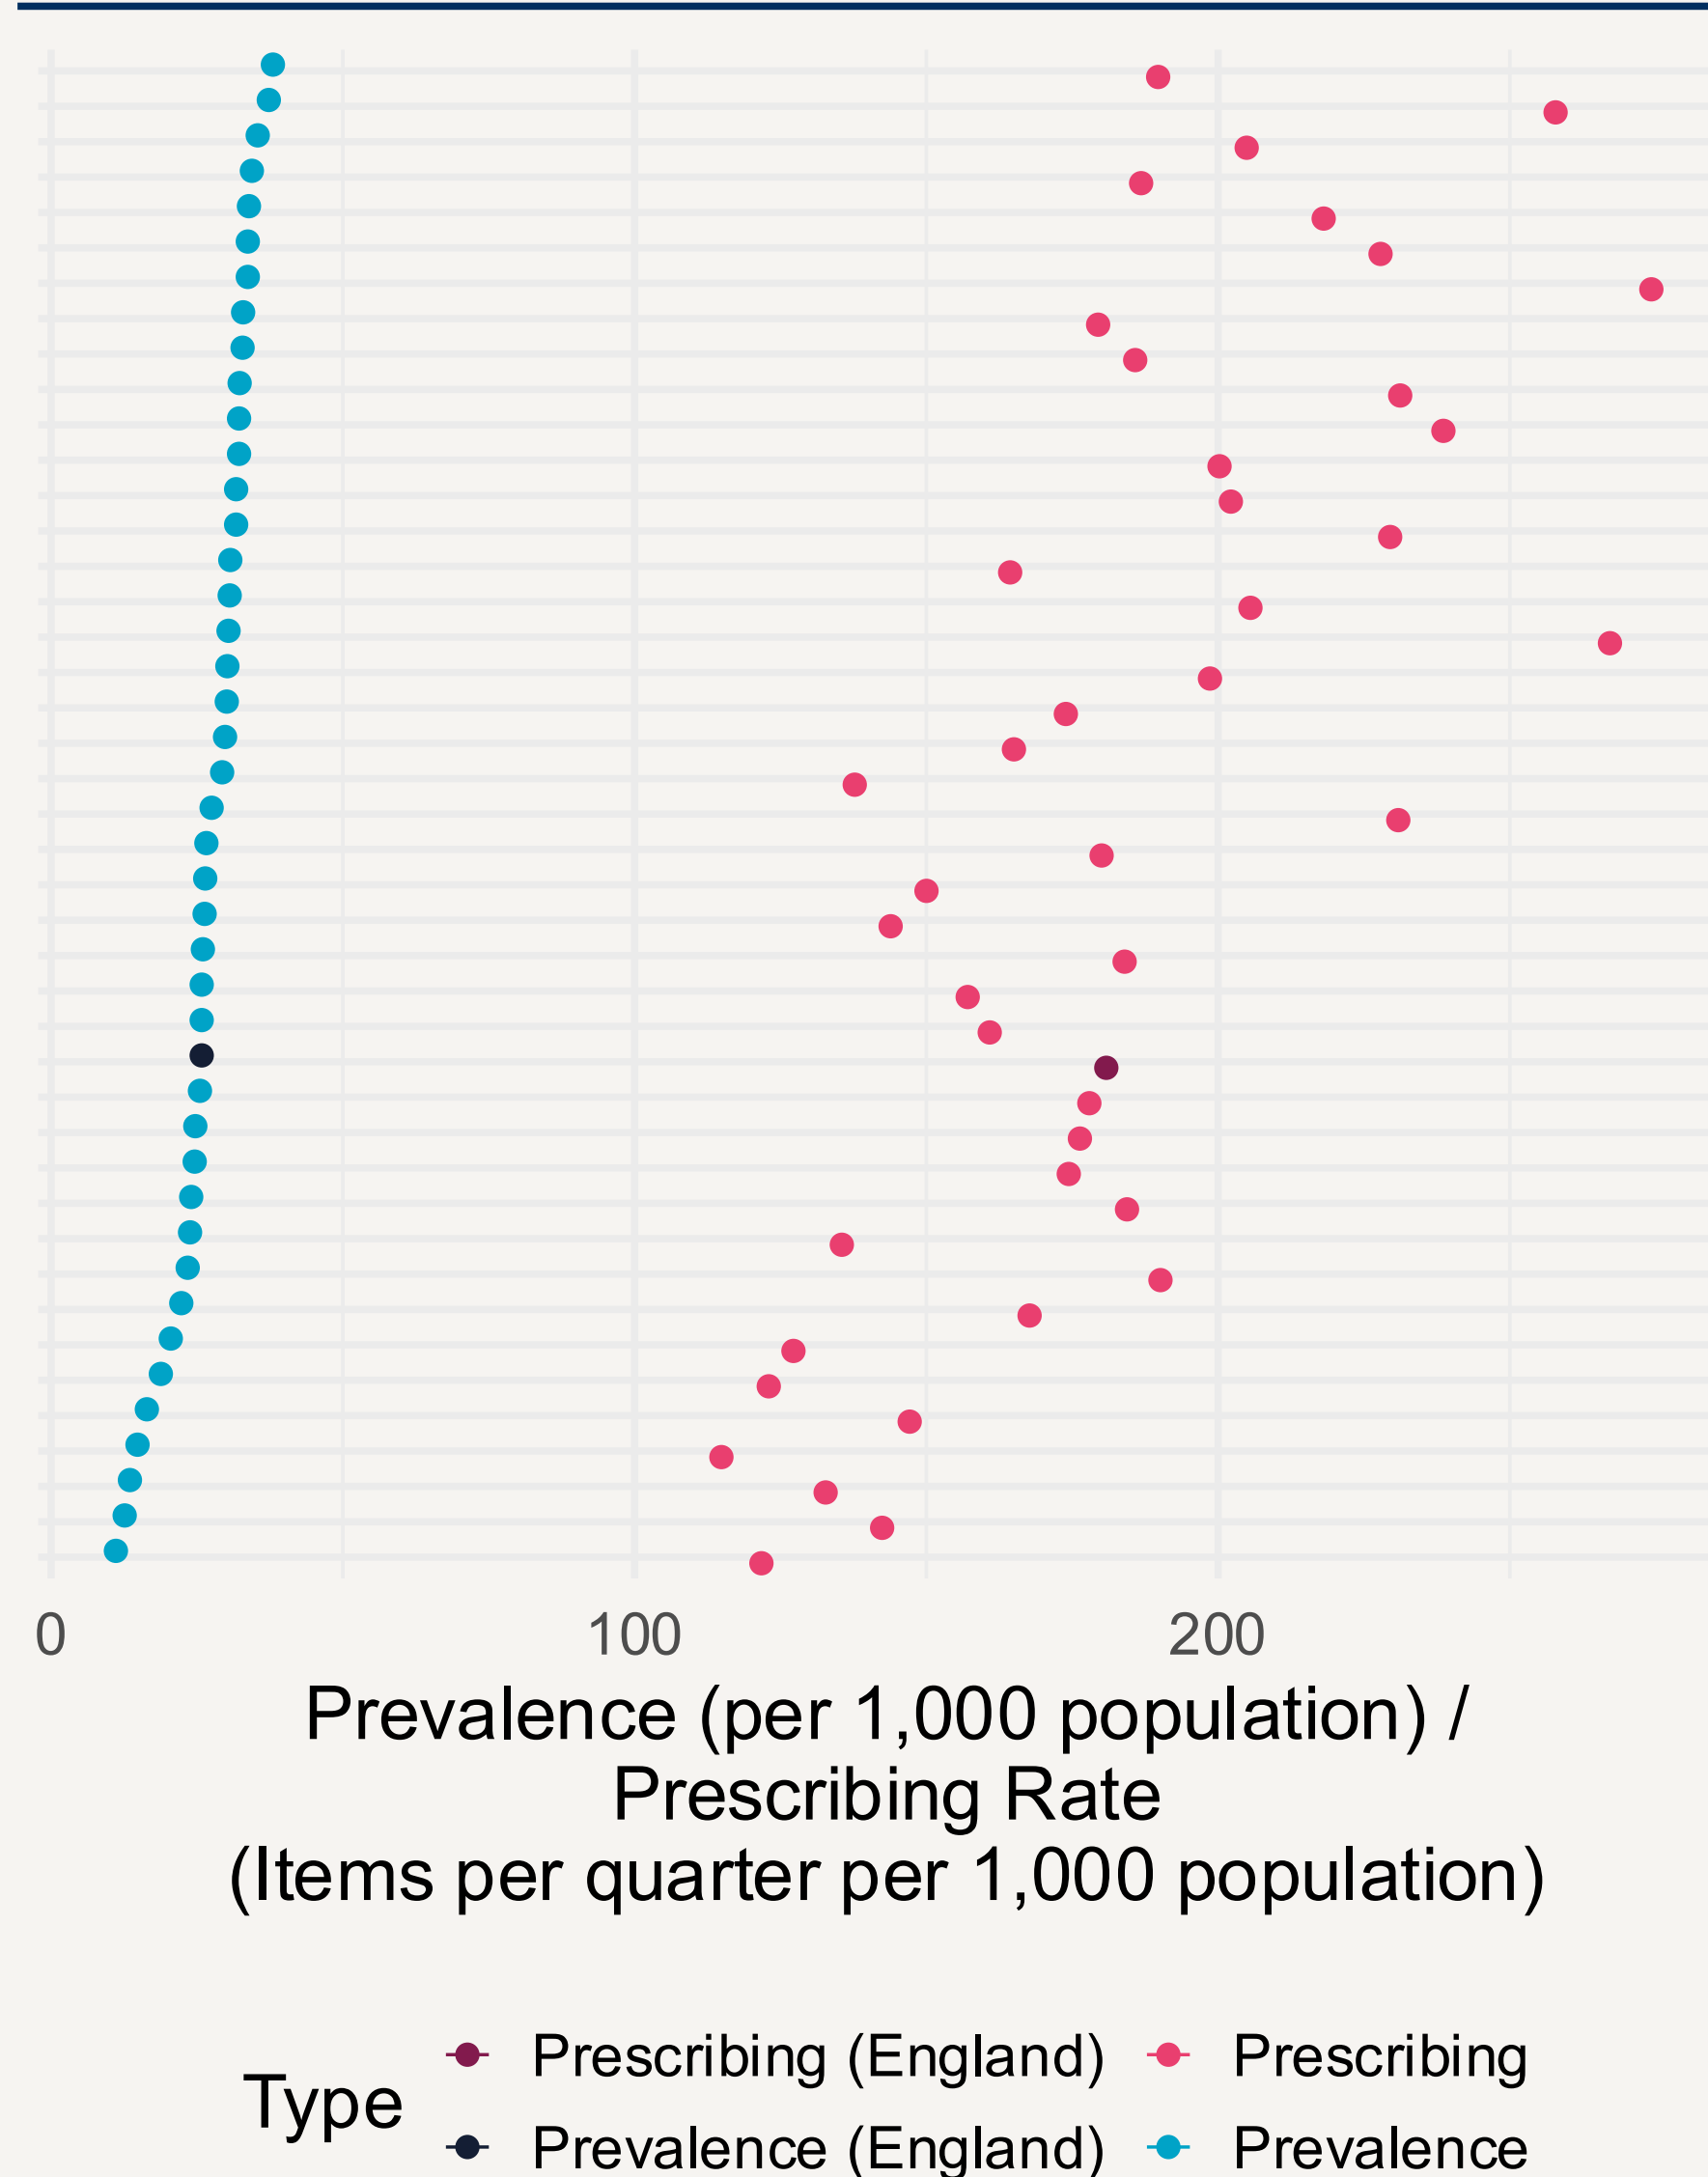 0 100 200
Prevalence (per 1,000 population) /
Prescribing Rate
(Items per quarter per 1,000 population)
Type
Prescribing (England) Prescribing
Prevalence (England) Prevalence